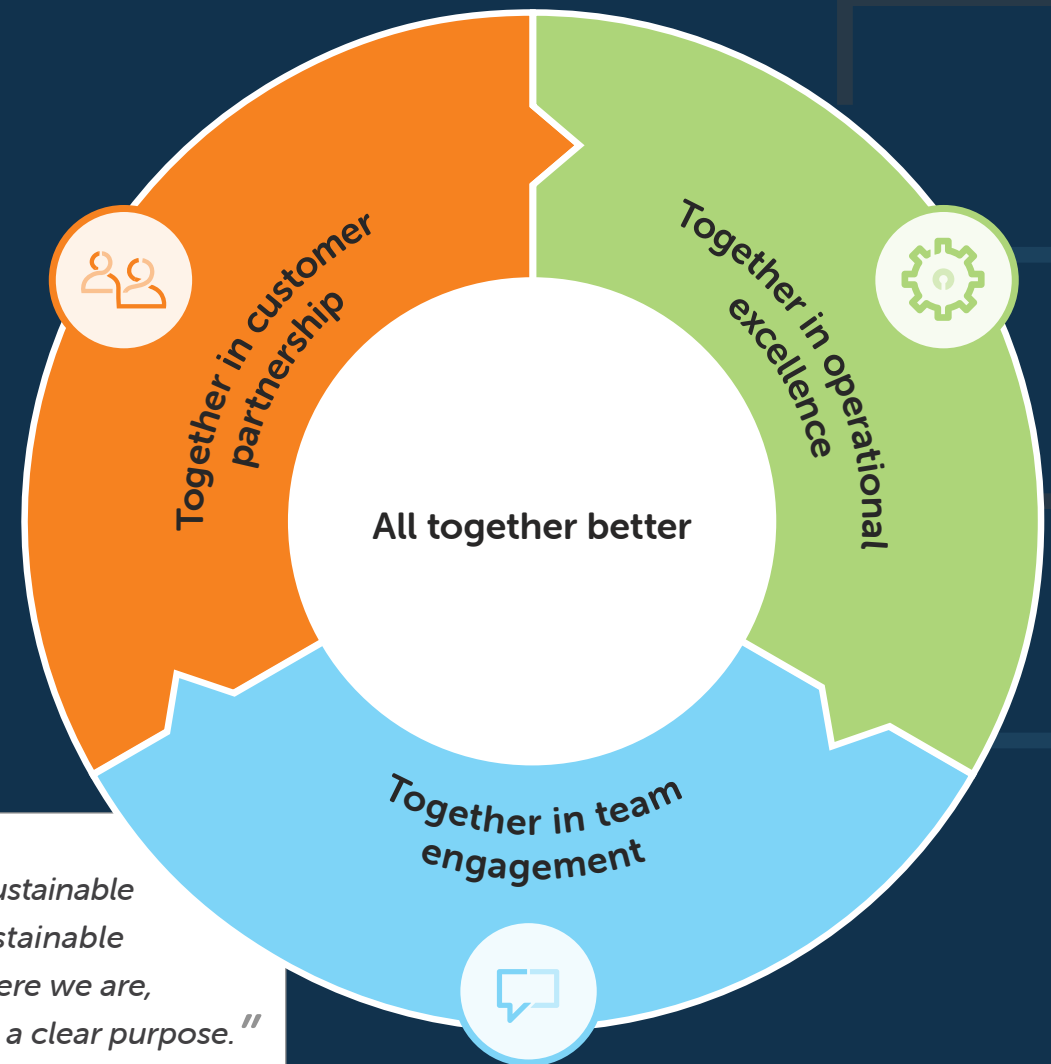 Together in customer
partnership
Together in operational
excellence
All together better
Together in team
engagement
stainable
ere we are,
a clear purpose.”